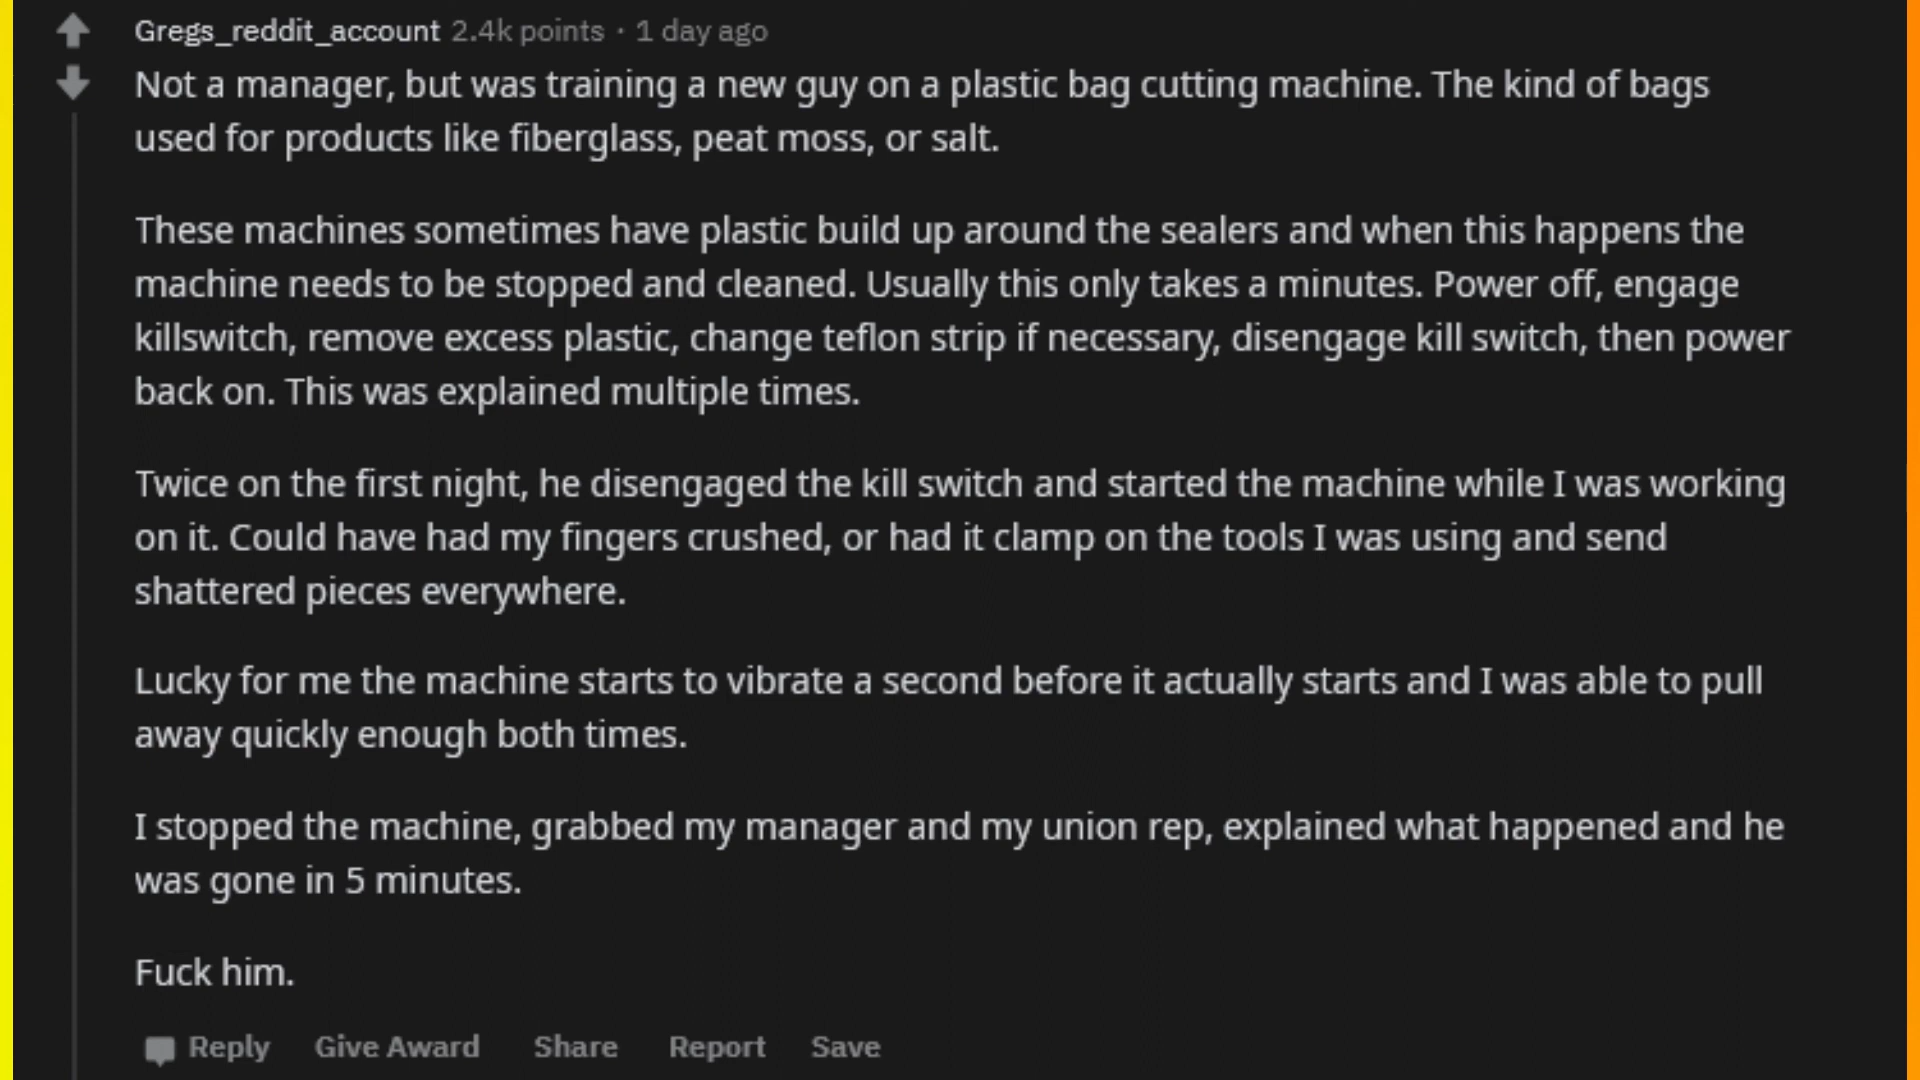 Gregs_reddit_account 2.4k points · 1 day ago
Not a manager, but was training a new guy on a plastic bag cutting machine. The kind of bags
used for products like fiberglass, peat moss, or salt.
These machines sometimes have plastic build up around the sealers and when this happens the
machine needs to be stopped and cleaned. Usually this only takes a minutes. Power off, engage
killswitch, remove excess plastic, change teflon strip if necessary, disengage kill switch, then power
back on. This was explained multiple times.
Twice on the first night, he disengaged the kill switch and started the machine while I was working
on it. Could have had my fingers crushed, or had it clamp on the tools I was using and send
shattered pieces everywhere.
Lucky for me the machine starts to vibrate a second before it actually starts and I was able to pull
away quickly enough both times.
I stopped the machine, grabbed my manager and my union rep, explained what happened and he
was gone in 5 minutes.
Fuck him.
Reply Give Award Share Report Save